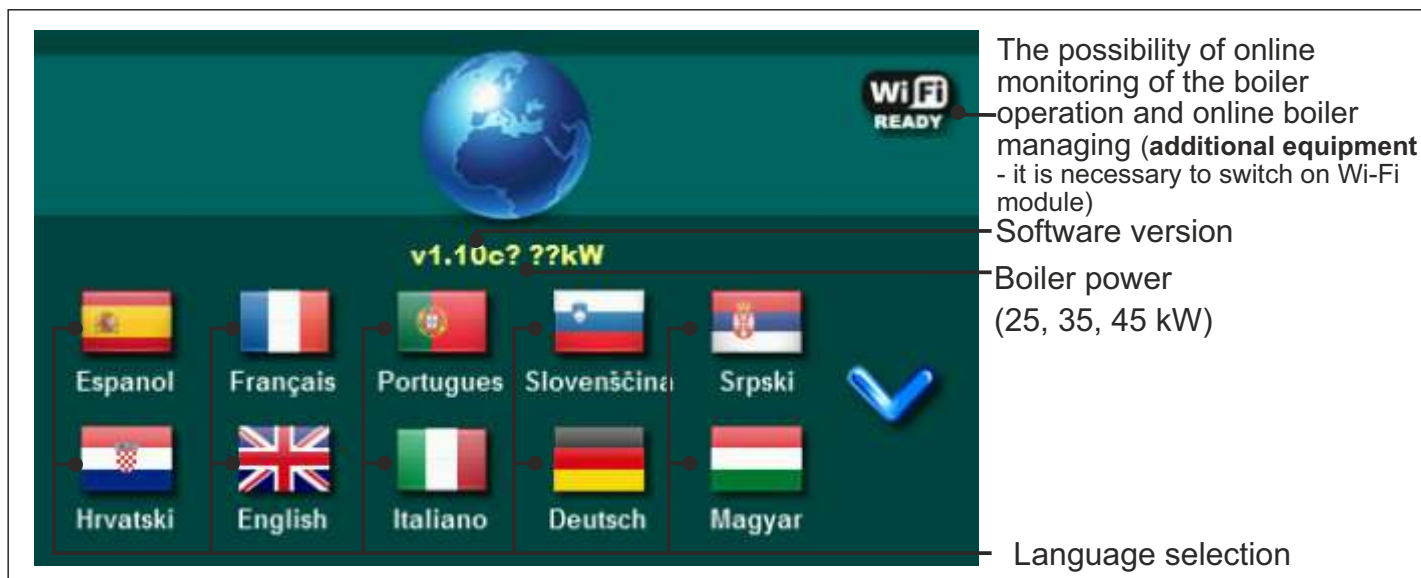 WiFi
READY
The possibility of online
monitoring of the boiler
operation and online boiler
managing (additional equipment
- it is necessary to switch on Wi-Fi
module)
v1.10c? ??kW
Software version
Boiler power
(25, 35, 45 kW)
Espanol Français Portugues Slovenščina Srpski
Hrvatski English Italiano Deutsch Magyar
Language selection